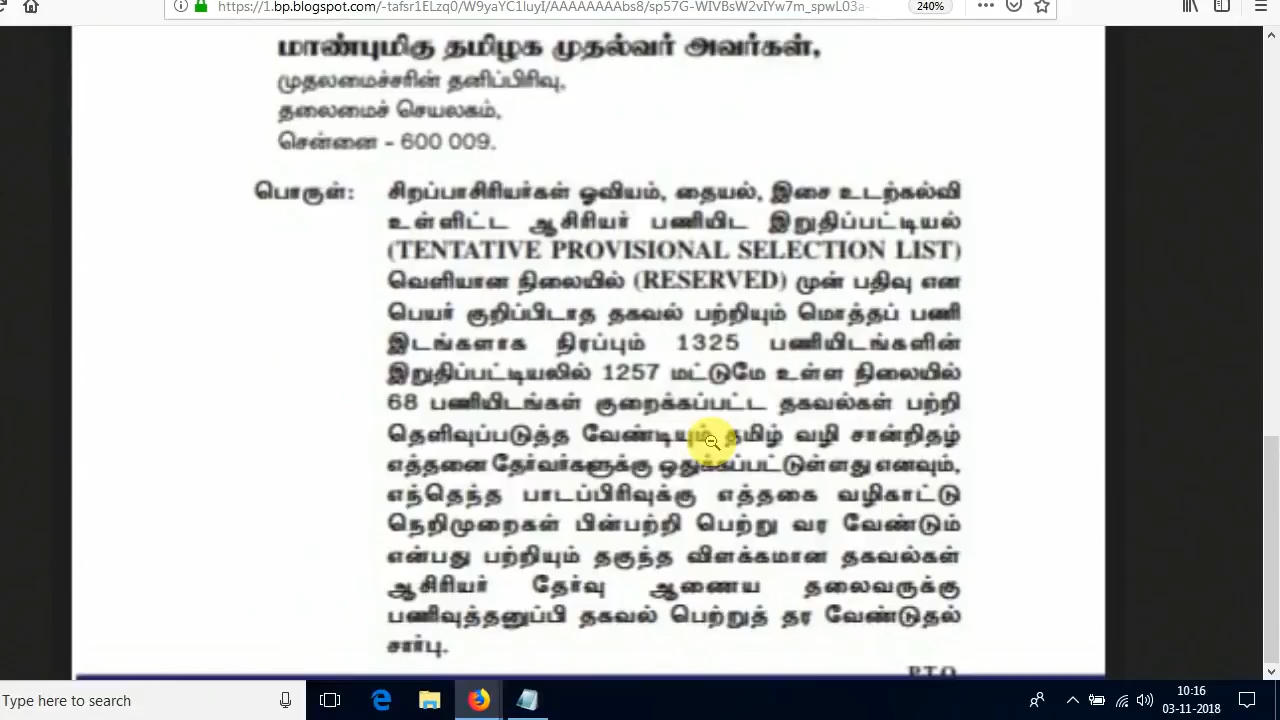 https://1.bp.blogspot.com/-tafsr1ELzq0/W9yaYC1luyI/AAAAAAAAbs8/sp57G-WIVBsW2vIYw7m_spwL03a-
240%
மாண்புமிகு தமிழக முதல்வர் அவர்கள்,
முதலமைச்சரின் தனிப்பிரிவு,
தலைமைச் செயலகம்,
சென்னை - 600 009.
பொருள்: சிறப்பாசிரியர்கள் ஓவியம், தையல், இசை உடற்கல்வி
உள்ளிட்ட ஆசிரியர் பணியிட இறுதிப்பட்டியல்
(TENTATIVE PROVISIONAL SELECTION LIST)
வெளியான நிலையில் (RESERVED) முன் பதிவு என
பெயர் குறிப்பிடாத தகவல் பற்றியும் மொத்தப் பணி
இடங்களாக நிரப்பும் 1325 பணியிடங்களின்
இறுதிப்பட்டியலில் 1257 மட்டுமே உள்ள நிலையில்
68 பணியிடங்கள் குறைக்கப்பட்ட தகவல்கள் பற்றி
தெளிவுப்படுத்த வேண்டியும் தமிழ் வழி சான்றிதழ்
எத்தனை தேர்வர்களுக்கு ஒதுக்கப்பட்டுள்ளது எனவும்,
எந்தெந்த பாடப்பிரிவுக்கு எத்தகை வழிகாட்டு
நெறிமுறைகள் பின்பற்றி பெற்று வர வேண்டும்
என்பது பற்றியும் தகுந்த விளக்கமான தகவல்கள்
ஆசிரியர் தேர்வு ஆணைய தலைவருக்கு
பணிவுத்தனுப்பி தகவல் பெற்றுத் தர வேண்டுதல்
சார்பு.
P.T.O
Type here to search
10:16
03-11-2018